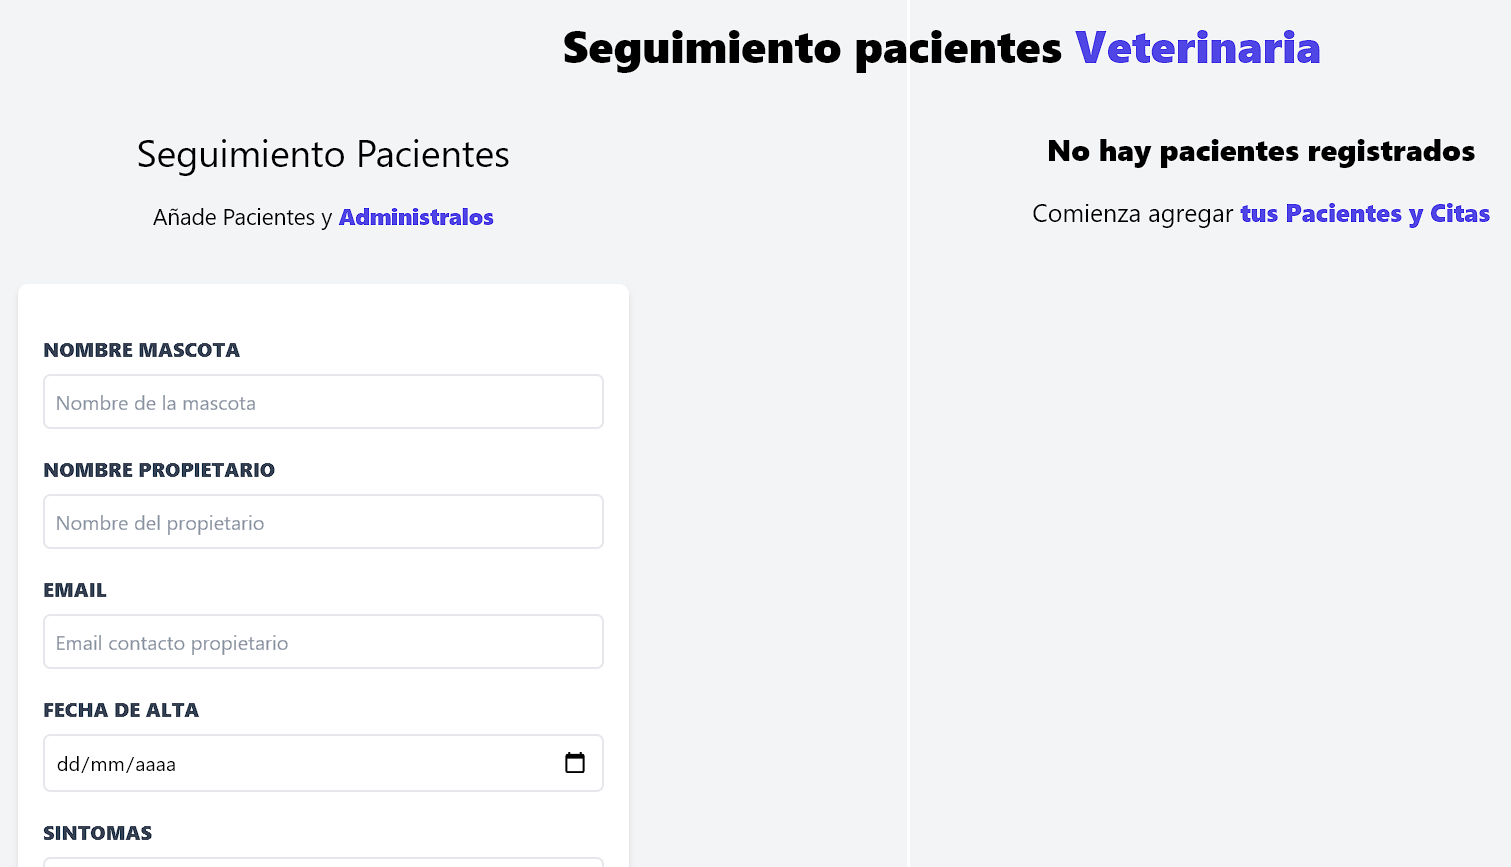 Seguimiento pacientes Veterinaria
Seguimiento Pacientes
Añade Pacientes y Administralos
NOMBRE MASCOTA
Nombre de la mascota
NOMBRE PROPIETARIO
Nombre del propietario
EMAIL
Email contacto propietario
FECHA DE ALTA
dd/mm/aaaa
SINTOMAS
No hay pacientes registrados
Comienza agregar tus Pacientes y Citas